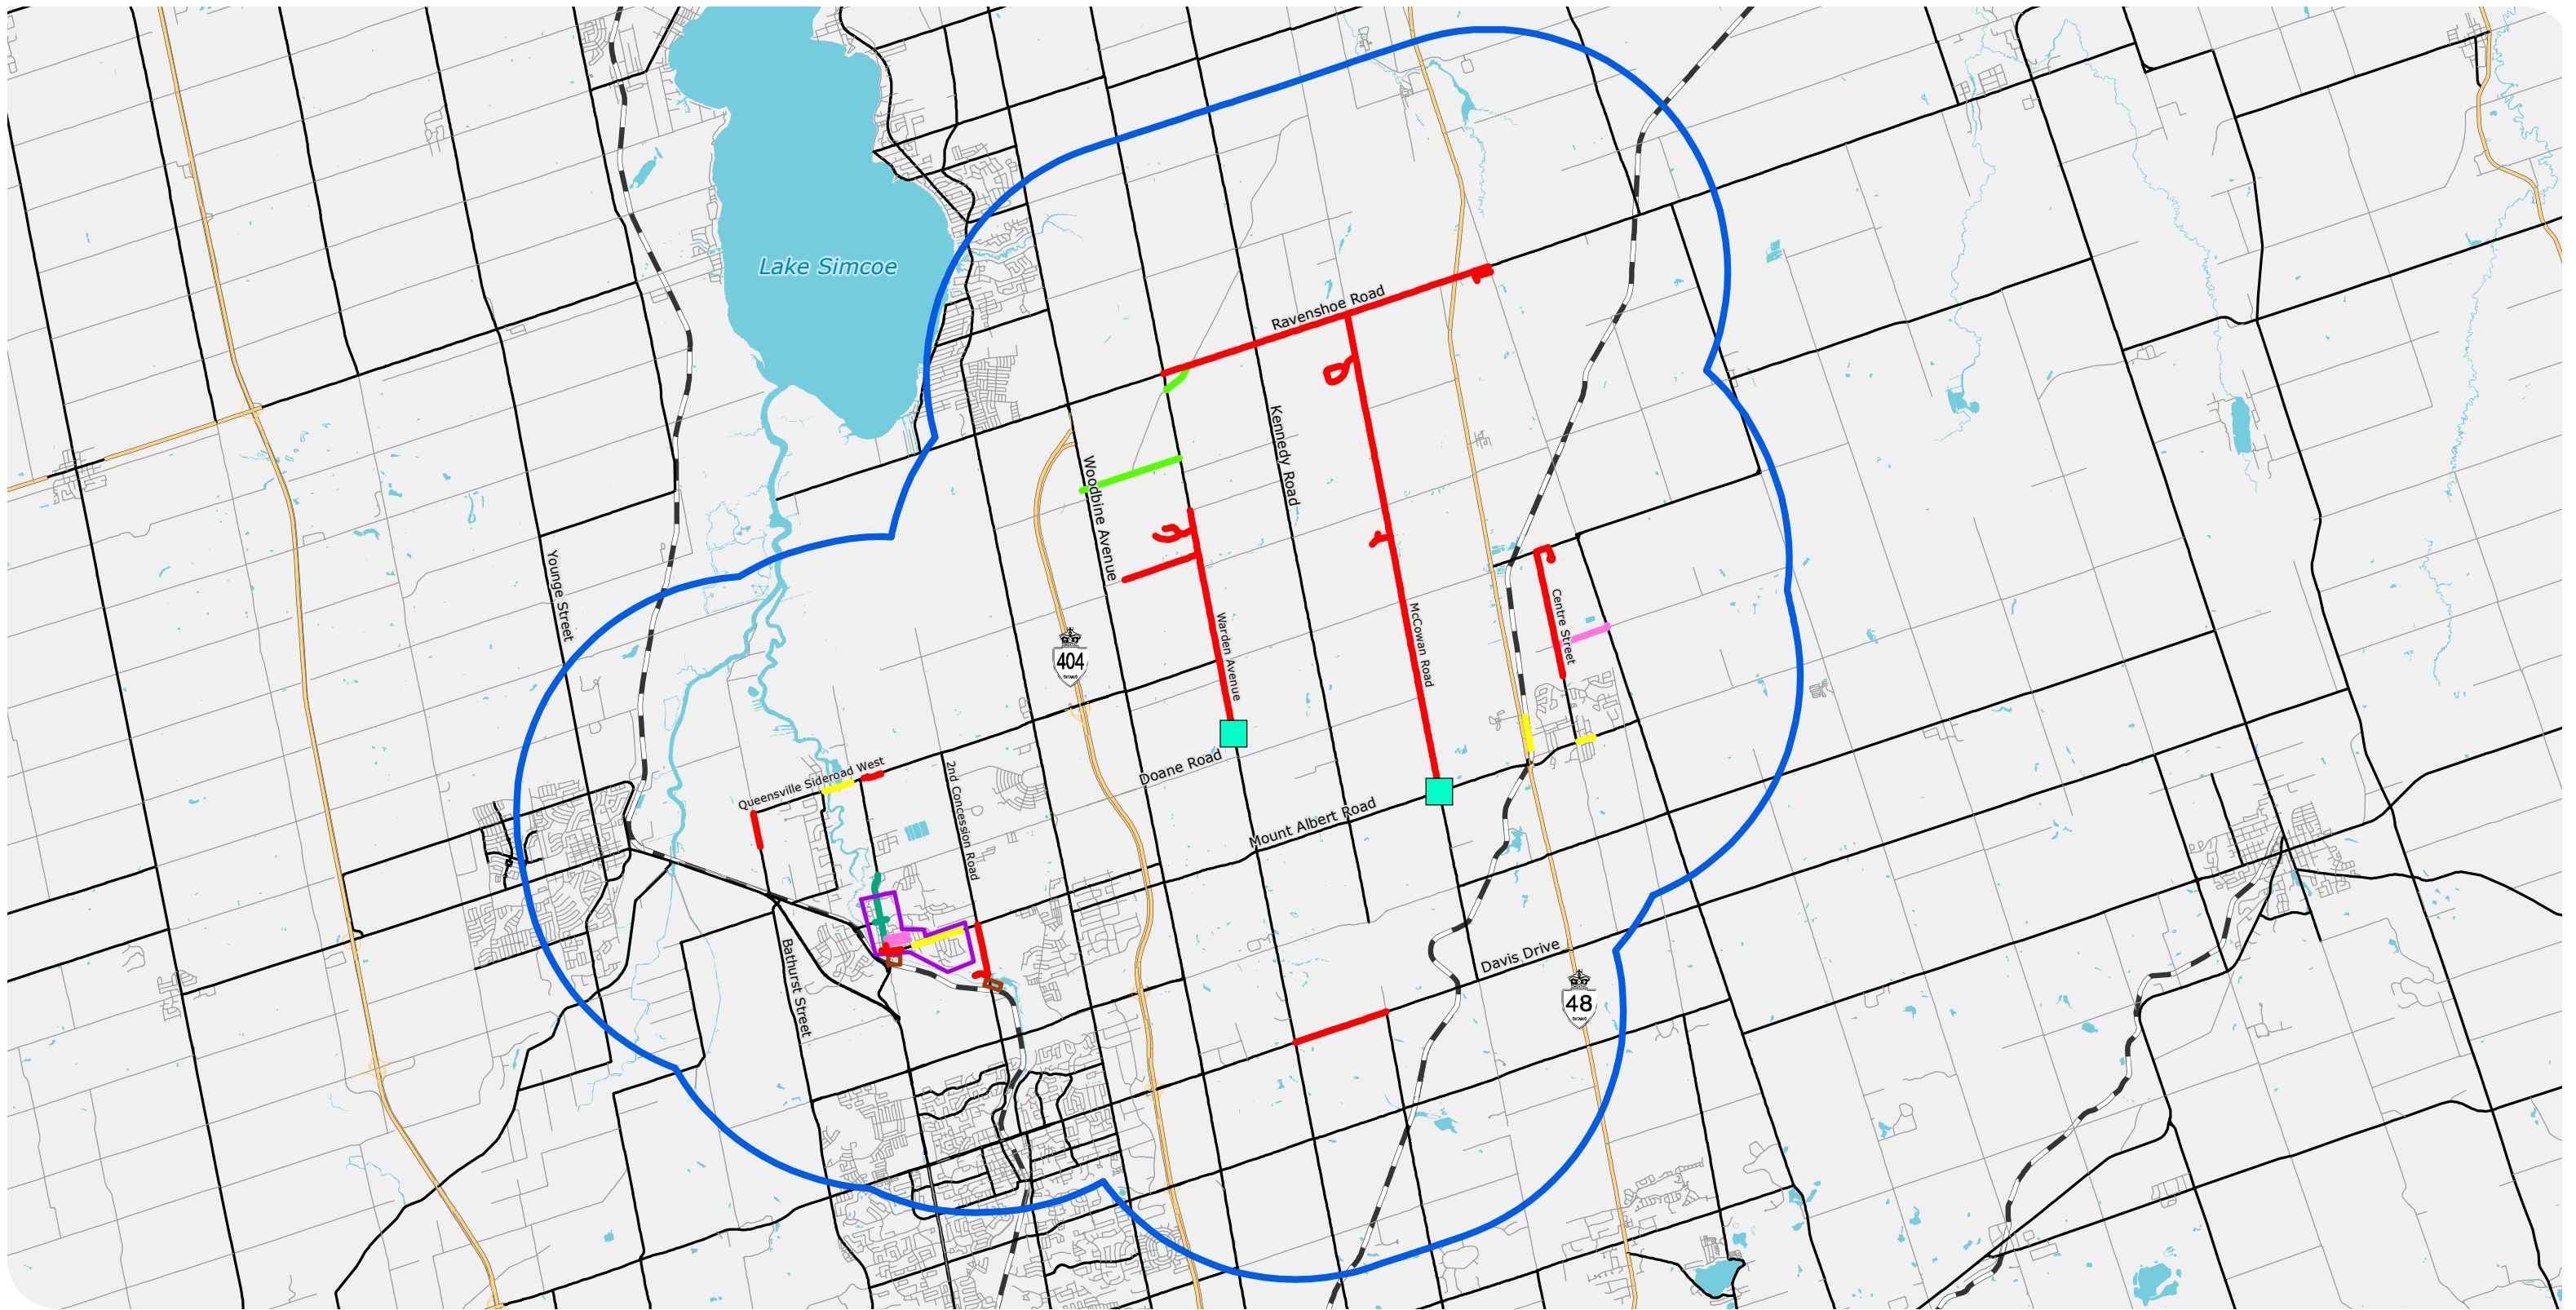 Lake Simcoe
Ravenshoe Road
Kennedy Road
Woodbine Avenue
Younge Street
Centre Street
McCowan Road
Warden Avenue
404
Doane Road
Queensville Sideroad West
2nd Concession Road
Mount Albert Road
Davis Drive
Bathurst Street
48